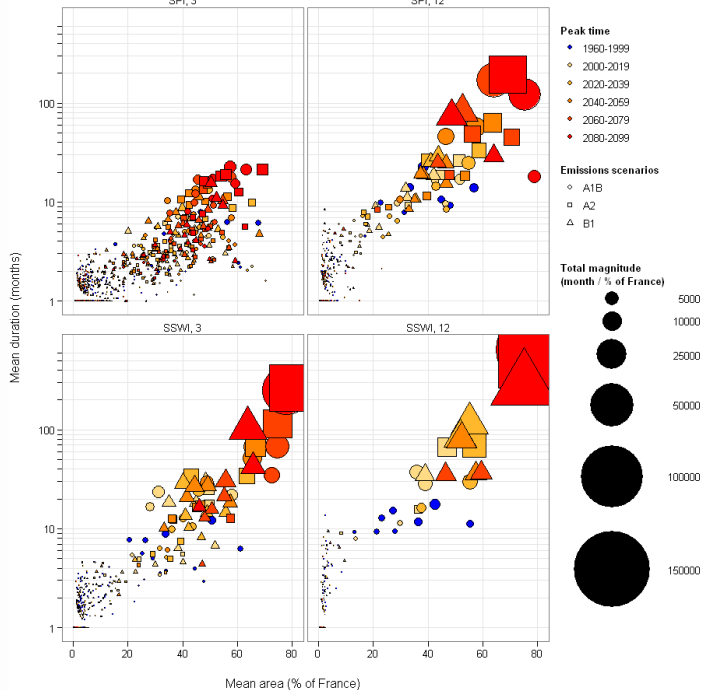 SPI, 3
SPI, 12
100
10
1
SSWI, 3
SSWI, 12
100
10
1
0
20
40
60
80
0
20
40
60
80
Mean duration (months)
Mean area (% of France)
Peak time
1960-1999
2000-2019
2020-2039
2040-2059
2060-2079
2080-2099
Emissions scenarios
A1B
A2
B1
Total magnitude
(month / % of France)
5000
10000
25000
50000
100000
150000